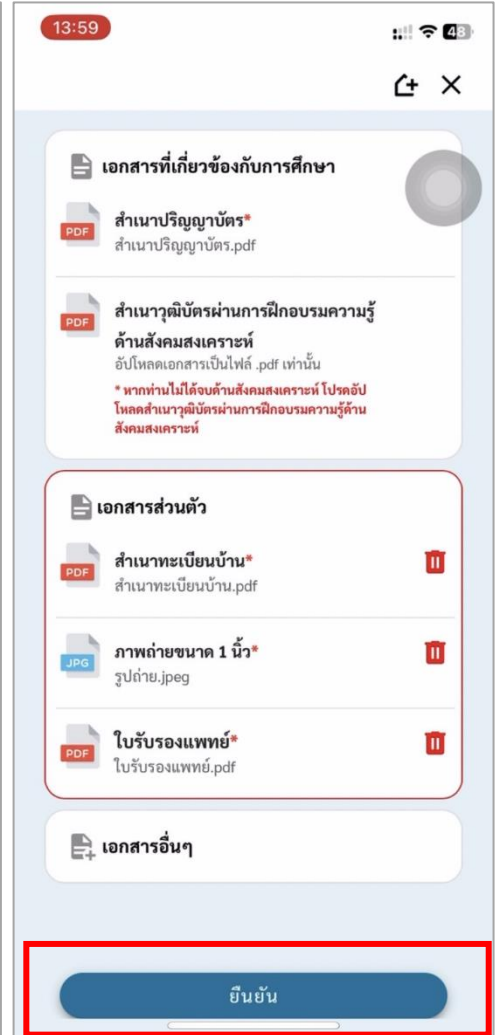 13:59
48
เอกสารที่เกี่ยวข้องกับการศึกษา
PDF
สำเนาปริญญาบัตร*
สำเนาปริญญาบัตร.pdf
PDF
สำเนาวุฒิบัตรผ่านการฝึกอบรมความรู้
ด้านสังคมสงเคราะห์
อัปโหลดเอกสารเป็นไฟล์ .pdf เท่านั้น
* หากท่านไม่ได้จบด้านสังคมสงเคราะห์ โปรดอัป
โหลดสำเนาวุฒิบัตรผ่านการฝึกอบรมความรู้ด้าน
สังคมสงเคราะห์
เอกสารส่วนตัว
PDF
สำเนาทะเบียนบ้าน*
สำเนาทะเบียนบ้าน.pdf
JPG
ภาพถ่ายขนาด 1 นิ้ว*
รูปถ่าย.jpeg
PDF
ใบรับรองแพทย์*
ใบรับรองแพทย์.pdf
เอกสารอื่นๆ
ยืนยัน